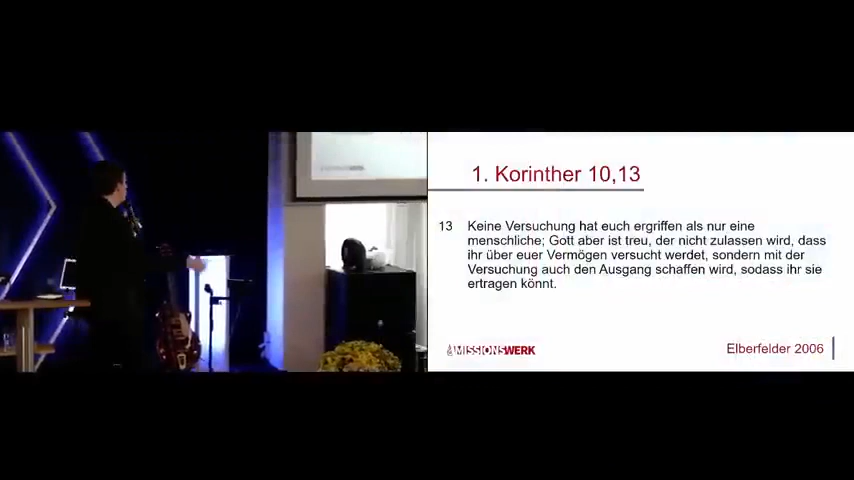 1. Korinther 10,13
13 Keine Versuchung hat euch ergriffen als nur eine
menschliche; Gott aber ist treu, der nicht zulassen wird, dass
ihr über euer Vermögen versucht werdet, sondern mit der
Versuchung auch den Ausgang schaffen wird, sodass ihr sie
ertragen könnt.
MISSIONSWERK
Elberfelder 2006